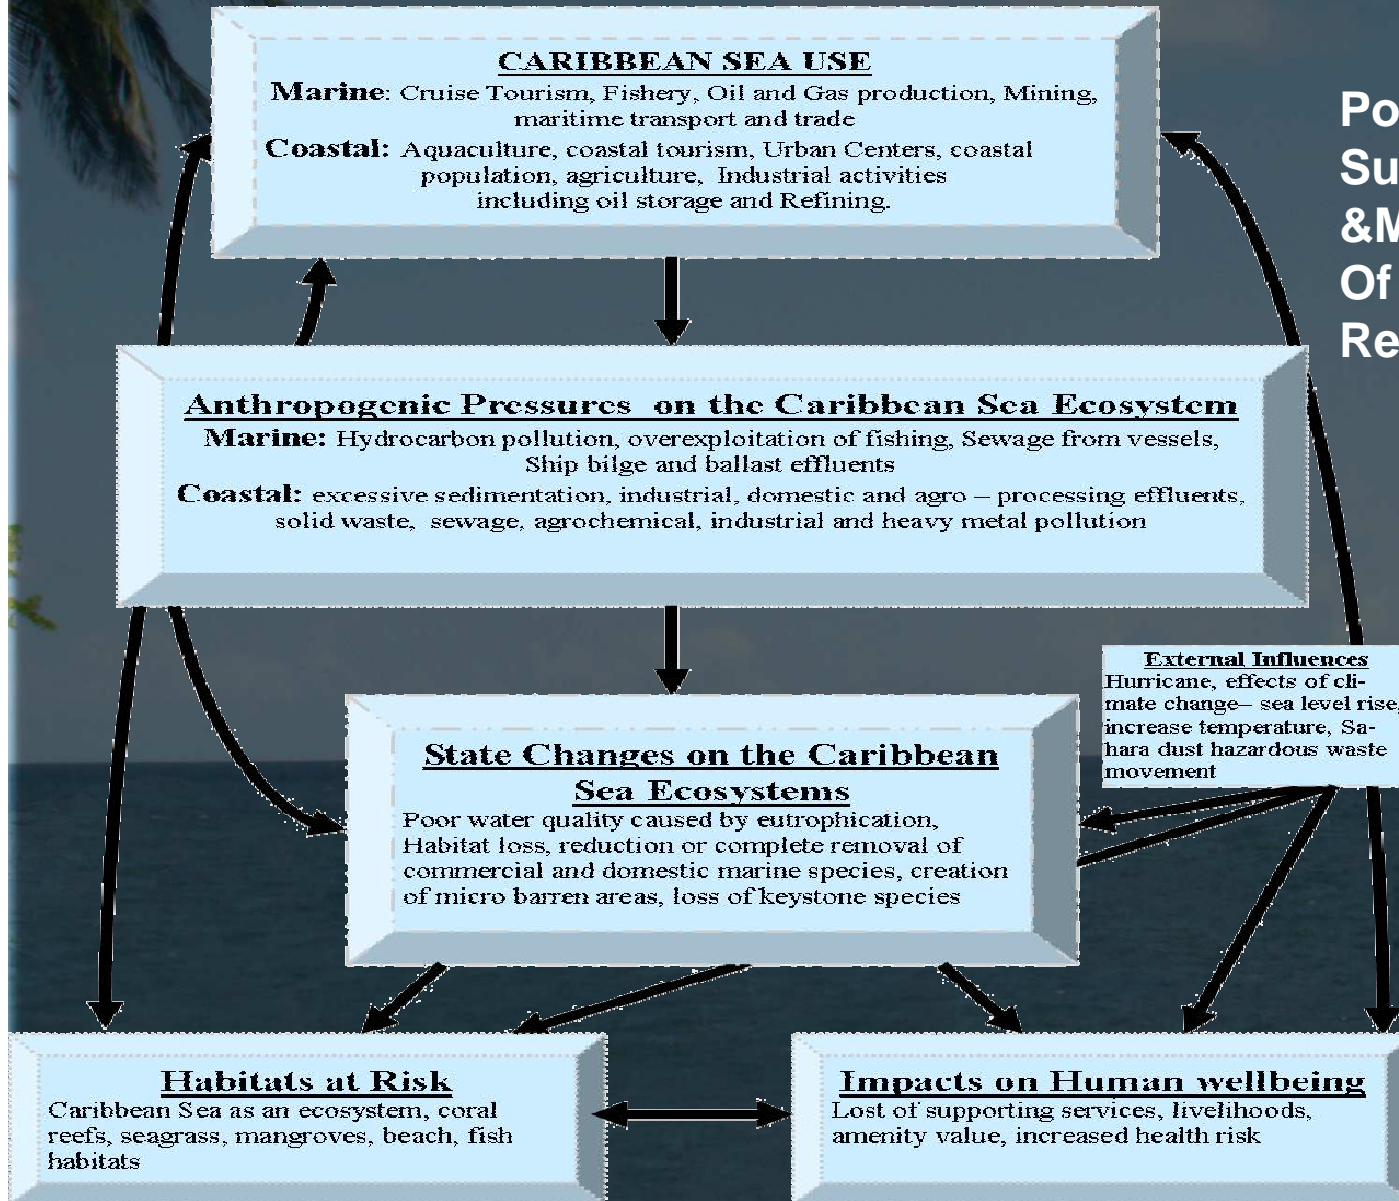 CARIBBEAN SEA USE
Marine: Cruise Tourism, Fishery, Oil and Gas production, Mining,
maritime transport and trade
Coastal: Aquaculture, coastal tourism, Urban Centers, coastal
population, agriculture, Industrial activities
including oil storage and Refining.
Po
Su
&M
Of
Re
Anthropogenic Pressures on the Caribbean Sea Ecosystem
Marine: Hydrocarbon pollution, overexploitation of fishing, Sewage from vessels,
Ship bilge and ballast effluents
Coastal: excessive sedimentation, industrial, domestic and agro – processing effluents,
solid waste, sewage, agrochemical, industrial and heavy metal pollution
External Influences
Hurricane, effects of cli-
mate change– sea level rise,
increase temperature, Sa-
hara dust hazardous waste
movement
State Changes on the Caribbean
Sea Ecosystems
Poor water quality caused by eutrophication,
Habitat loss, reduction or complete removal of
commercial and domestic marine species, creation
of micro barren areas, loss of keystone species
Habitats at Risk
Caribbean Sea as an ecosystem, coral
reefs, seagrass, mangroves, beach, fish
habitats
Impacts on Human wellbeing
Lost of supporting services, livelihoods,
amenity value, increased health risk